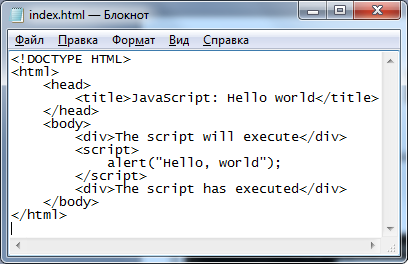 index.html — Блокнот
Файл Правка Формат Вид Справка
<!DOCTYPE HTML>
<html>
    <head>
        <title>JavaScript: Hello world</title>
    </head>
    <body>
        <div>The script will execute</div>
        <script>
            alert("Hello, world");
        </script>
        <div>The script has executed</div>
    </body>
</html>